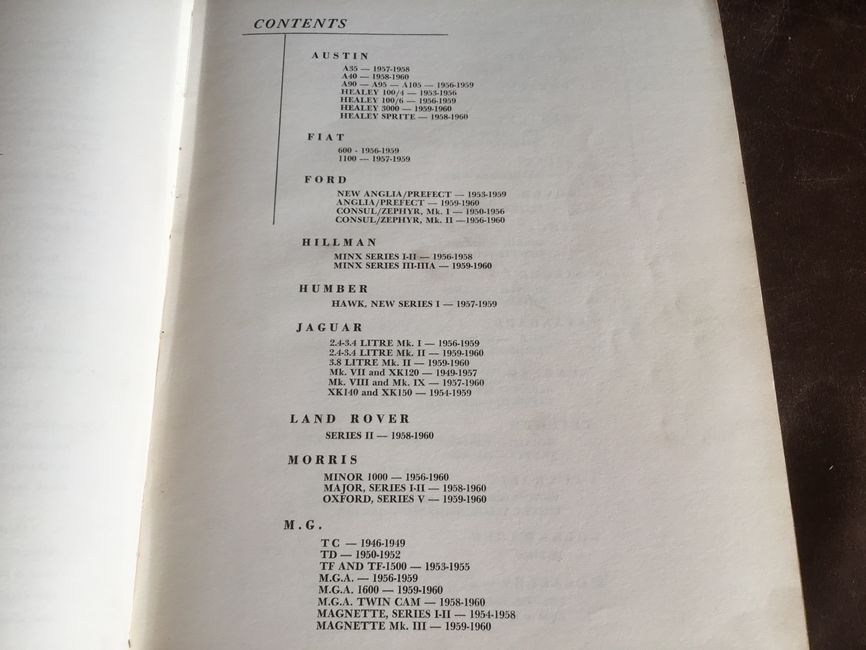 CONTENTS
AUSTIN
A35 — 1957-1958
A40 — 1958-1960
A90 — A95 — A105 — 1956-1959
HEALEY 100/4 — 1953-1956
HEALEY 100/6 — 1956-1959
HEALEY 3000 — 1959-1960
HEALEY SPRITE — 1958-1960
FIAT
600 - 1956-1959
1100 — 1957-1959
FORD
NEW ANGLIA/PREFECT — 1953-1959
ANGLIA/PREFECT — 1959-1960
CONSUL/ZEPHYR, Mk. I — 1950-1956
CONSUL/ZEPHYR, Mk. II —1956-1960
HILLMAN
MINX SERIES I-II — 1956-1958
MINX SERIES III-IIIA — 1959-1960
HUMBER
HAWK, NEW SERIES I — 1957-1959
JAGUAR
2.4-3.4 LITRE Mk. I — 1956-1959
2.4-3.4 LITRE Mk. II — 1959-1960
3.8 LITRE Mk. II — 1959-1960
Mk. VII and XK120 — 1949-1957
Mk. VIII and Mk. IX — 1957-1960
XK140 and XK150 — 1954-1959
LAND ROVER
SERIES II — 1958-1960
MORRIS
MINOR 1000 — 1956-1960
MAJOR, SERIES I-II — 1958-1960
OXFORD, SERIES V — 1959-1960
M.G.
TC — 1946-1949
TD — 1950-1952
TF AND TF-1500 — 1953-1955
M.G.A. — 1956-1959
M.G.A. 1600 — 1959-1960
M.G.A. TWIN CAM — 1958-1960
MAGNETTE, SERIES I-II — 1954-1958
MAGNETTE Mk. III — 1959-1960